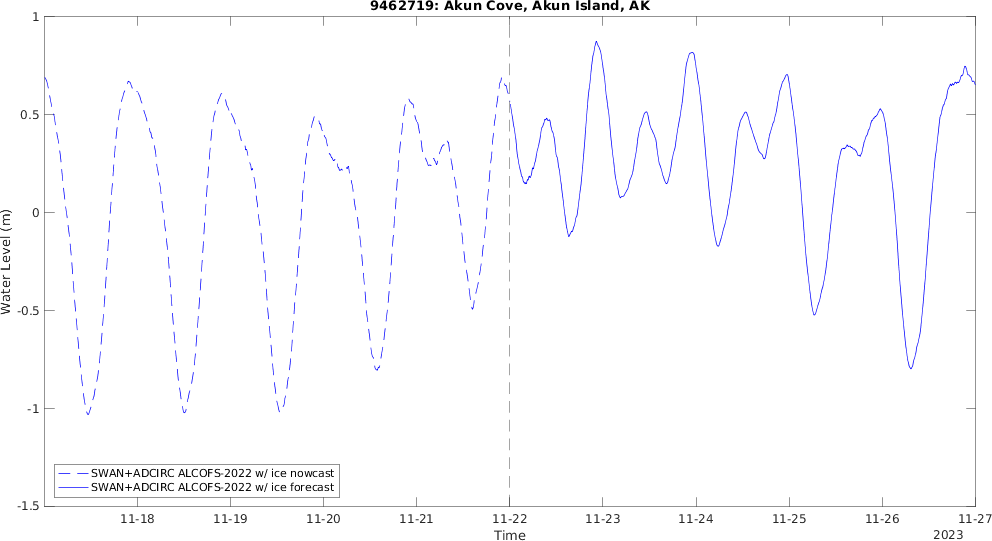 9462719: Akun Cove, Akun Island, AK
1
0.5
0
-0.5
-1
-1.5
Water Level (m)
SWAN+ADCIRC ALCOFS-2022 w/ ice nowcast
SWAN+ADCIRC ALCOFS-2022 w/ ice forecast
11-18 11-19 11-20 11-21 11-22 11-23 11-24 11-25 11-26 11-27
Time
2023